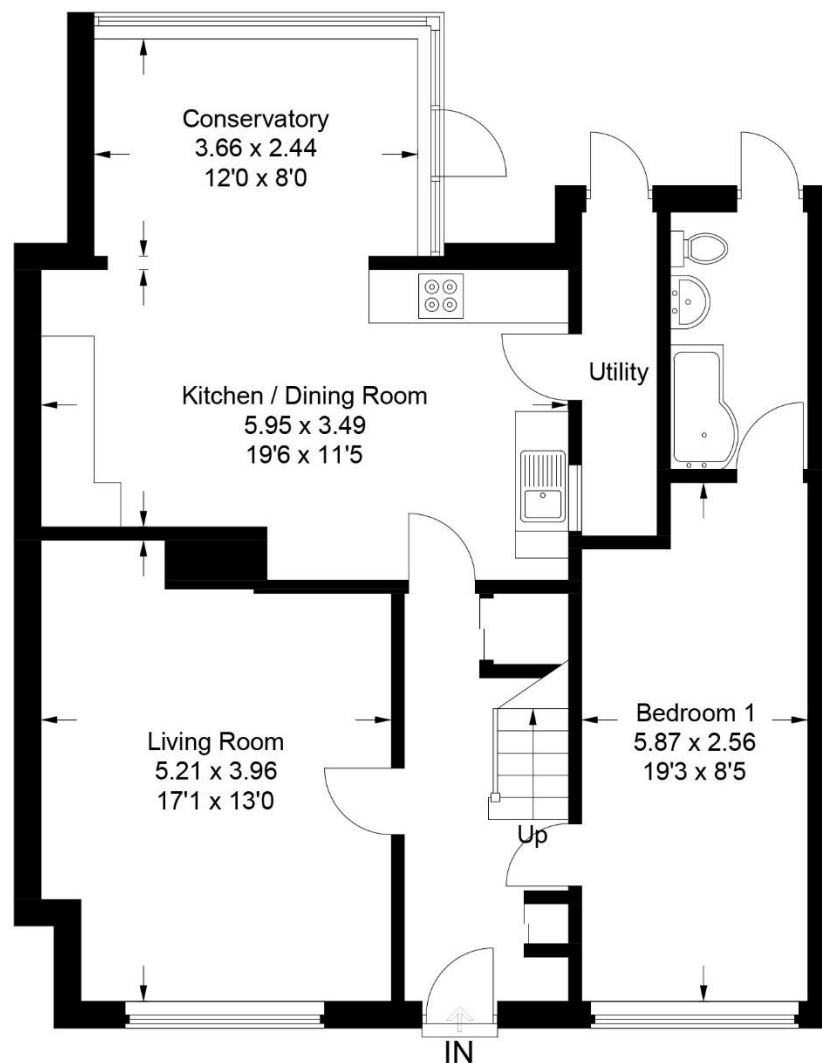 Conservatory
3.66 x 2.44
12'0 x 8'0
Utility
Kitchen / Dining Room
5.95 x 3.49
19'6 x 11'5
Living Room
5.21 x 3.96
17'1 x 13'0
Bedroom 1
5.87 x 2.56
19'3 x 8'5
Up
IN